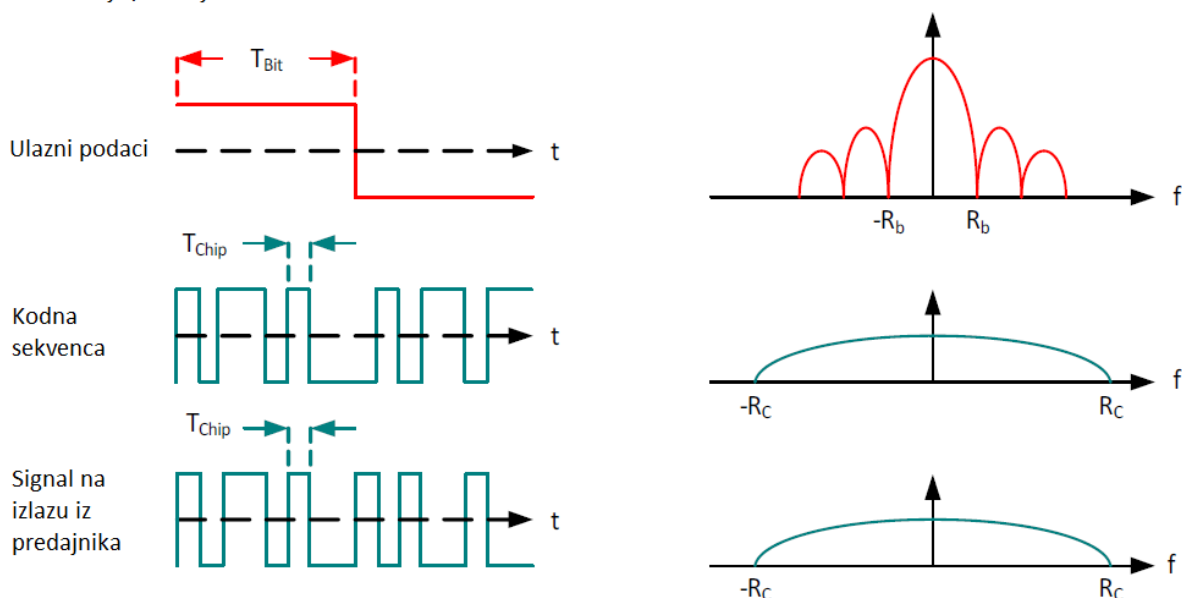 T_Bit
Ulazni podaci
t
-R_b
R_b
f
T_Chip
Kodna
sekvenca
t
-R_C
R_C
f
T_Chip
Signal na
izlazu iz
predajnika
t
-R_C
R_C
f